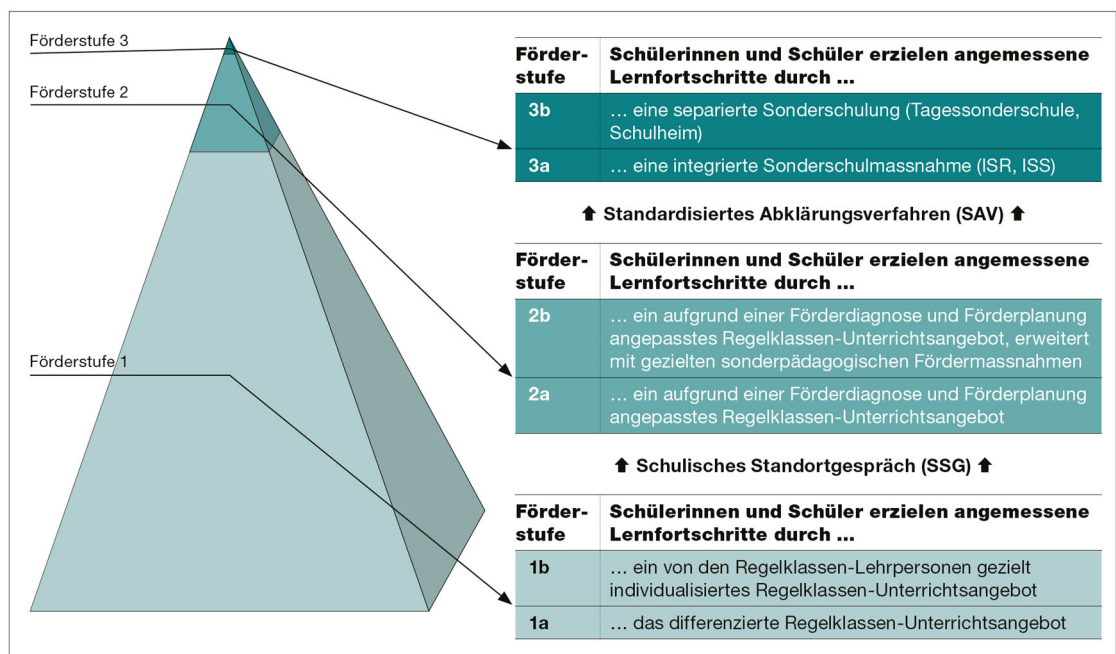 Förderstufe 3
Förderstufe 2
Förderstufe 1
Förder-
stufe
Schülerinnen und Schüler erzielen angemessene
Lernfortschritte durch ...
3b
... eine separierte Sonderschulung (Tagessonderschule,
Schulheim)
3a
... eine integrierte Sonderschulmassnahme (ISR, ISS)
⬆ Standardisiertes Abklärungsverfahren (SAV) ⬆
Förder-
stufe
Schülerinnen und Schüler erzielen angemessene
Lernfortschritte durch ...
2b
... ein aufgrund einer Förderdiagnose und Förderplanung
angepasstes Regelklassen-Unterrichtsangebot, erweitert
mit gezielten sonderpädagogischen Fördermassnahmen
2a
... ein aufgrund einer Förderdiagnose und Förderplanung
angepasstes Regelklassen-Unterrichtsangebot
⬆ Schulisches Standortgespräch (SSG) ⬆
Förder-
stufe
Schülerinnen und Schüler erzielen angemessene
Lernfortschritte durch ...
1b
... ein von den Regelklassen-Lehrpersonen gezielt
individualisiertes Regelklassen-Unterrichtsangebot
1a
... das differenzierte Regelklassen-Unterrichtsangebot